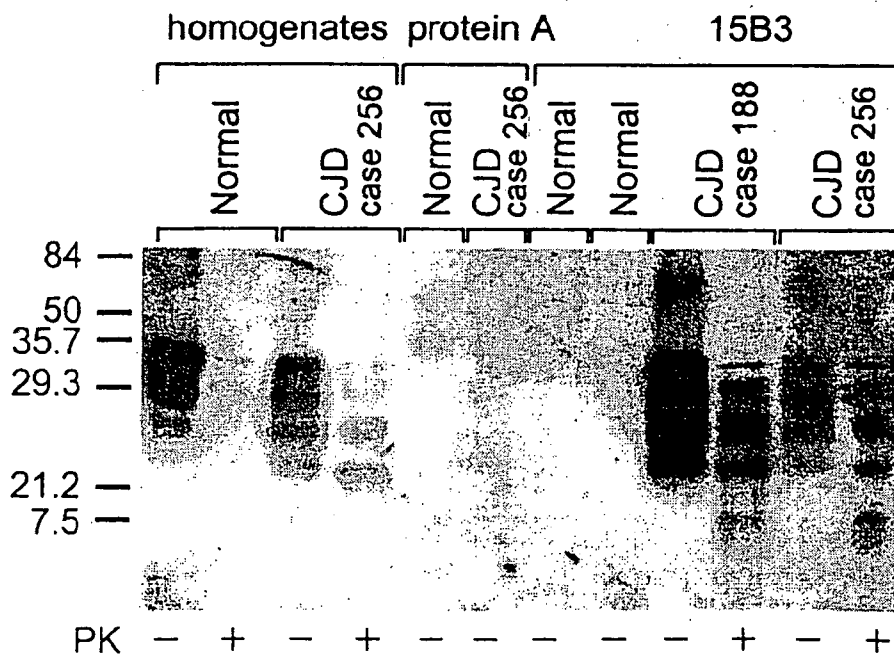 homogenates protein A 15B3
Normal
CJD
case 256
Normal
CJD
case 256
Normal
Normal
CJD
case 188
CJD
case 256
84
50
35.7
29.3
21.2
7.5
PK − + − + − − − − − + − +